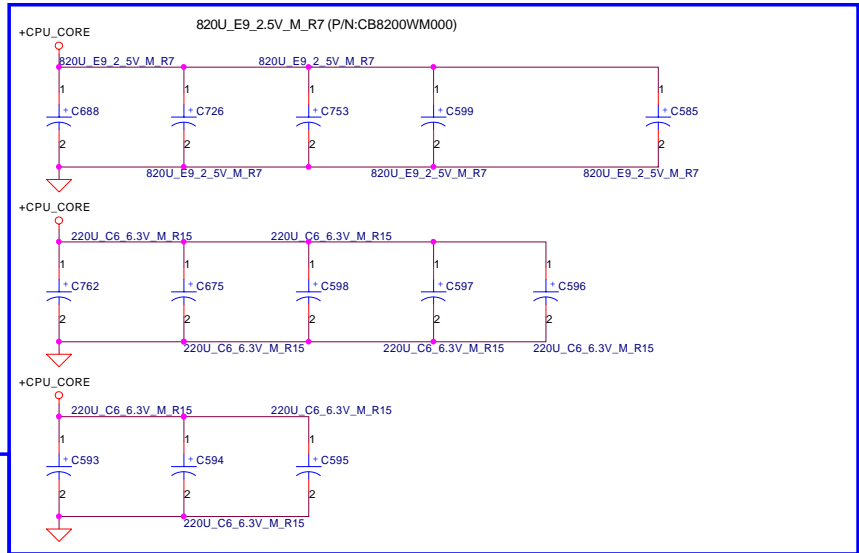 820U_E9_2.5V_M_R7 (P/N:CB8200WM000)
+CPU_CORE
820U_E9_2_5V_M_R7 820U_E9_2_5V_M_R7
1 1 1 1 1
+ C688 + C726 + C753 + C599 + C585
2 2 2 2 2
820U_E9_2_5V_M_R7 820U_E9_2_5V_M_R7 820U_E9_2_5V_M_R7
+CPU_CORE
220U_C6_6.3V_M_R15 220U_C6_6.3V_M_R15
1 1 1 1 1
+ C762 + C675 + C598 + C597 + C596
2 2 2 2 2
220U_C6_6.3V_M_R15 220U_C6_6.3V_M_R15 220U_C6_6.3V_M_R15
+CPU_CORE
220U_C6_6.3V_M_R15 220U_C6_6.3V_M_R15
1 1 1
+ C593 + C594 + C595
2 2 2
220U_C6_6.3V_M_R15